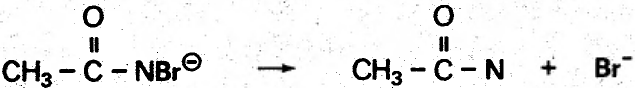 O O
CH₃ – C – NBr⊖ → CH₃ – C – N + Br⁻